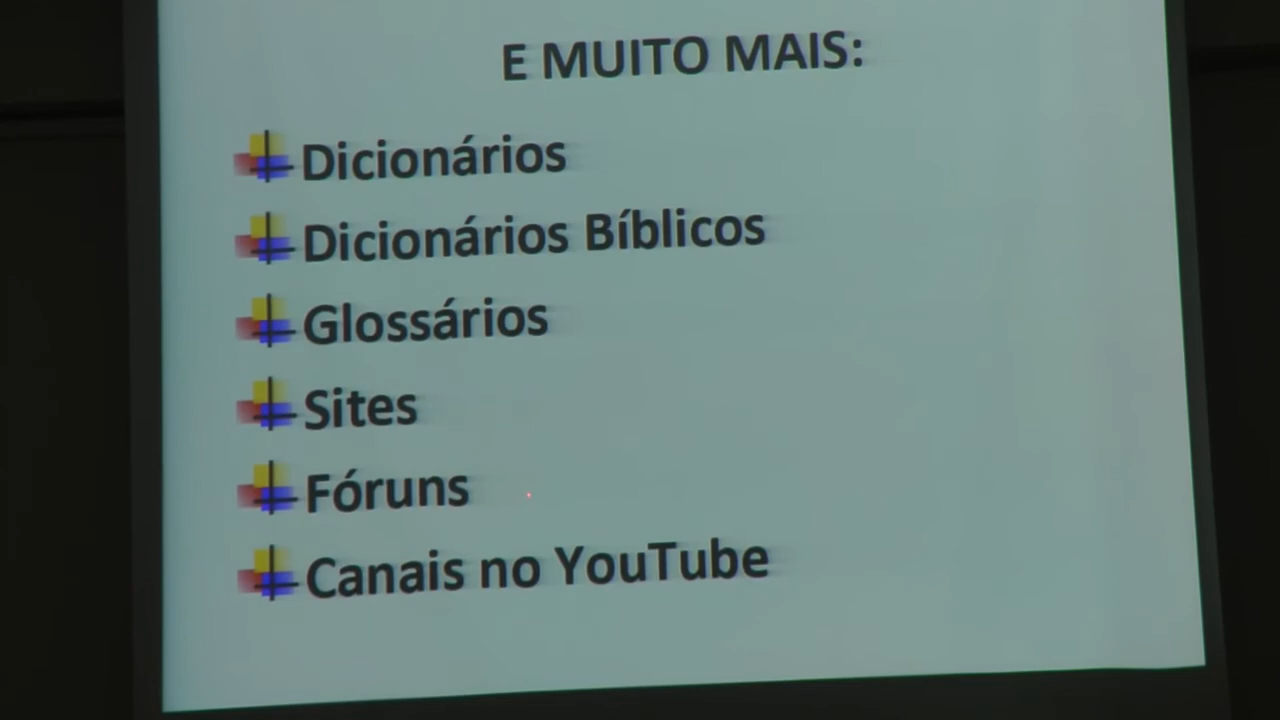 E MUITO MAIS:
Dicionários
Dicionários Bíblicos
Glossários
Sites
Fóruns
Canais no YouTube